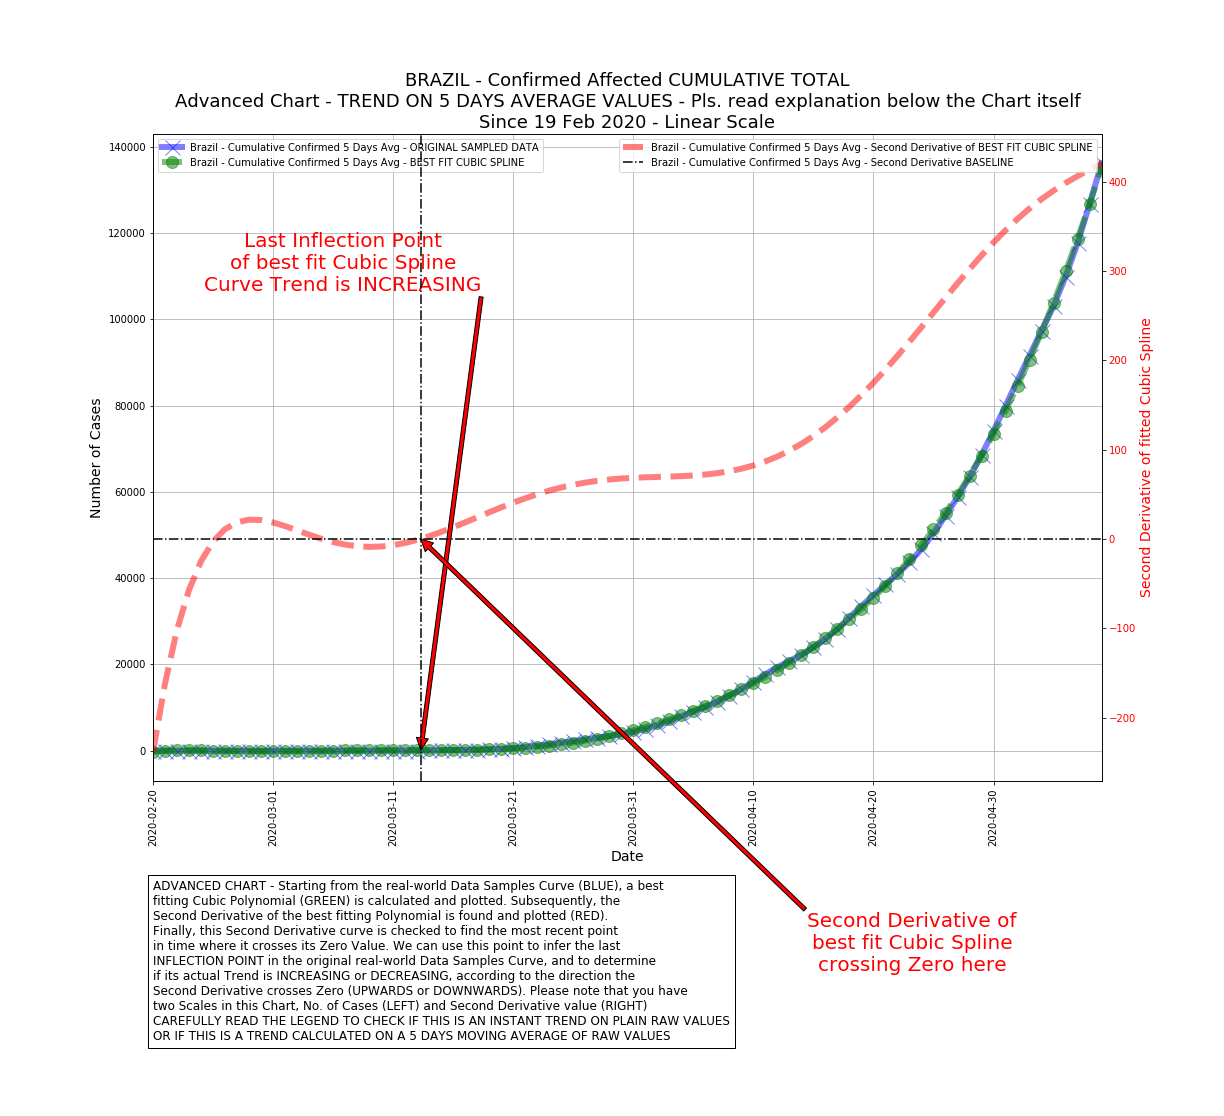 BRAZIL - Confirmed Affected CUMULATIVE TOTAL
Advanced Chart - TREND ON 5 DAYS AVERAGE VALUES - Pls. read explanation below the Chart itself
Since 19 Feb 2020 - Linear Scale
Brazil - Cumulative Confirmed 5 Days Avg - ORIGINAL SAMPLED DATA
Brazil - Cumulative Confirmed 5 Days Avg - BEST FIT CUBIC SPLINE
Brazil - Cumulative Confirmed 5 Days Avg - Second Derivative of BEST FIT CUBIC SPLINE
Brazil - Cumulative Confirmed 5 Days Avg - Second Derivative BASELINE
Last Inflection Point
of best fit Cubic Spline
Curve Trend is INCREASING
Number of Cases
140000
120000
100000
80000
60000
40000
20000
0
400
300
200
100
0
−100
−200
Second Derivative of fitted Cubic Spline
2020-02-20
2020-03-01
2020-03-11
2020-03-21
2020-03-31
2020-04-10
2020-04-20
2020-04-30
Date
ADVANCED CHART - Starting from the real-world Data Samples Curve (BLUE), a best
fitting Cubic Polynomial (GREEN) is calculated and plotted. Subsequently, the
Second Derivative of the best fitting Polynomial is found and plotted (RED).
Finally, this Second Derivative curve is checked to find the most recent point
in time where it crosses its Zero Value. We can use this point to infer the last
INFLECTION POINT in the original real-world Data Samples Curve, and to determine
if its actual Trend is INCREASING or DECREASING, according to the direction the
Second Derivative crosses Zero (UPWARDS or DOWNWARDS). Please note that you have
two Scales in this Chart, No. of Cases (LEFT) and Second Derivative value (RIGHT)
CAREFULLY READ THE LEGEND TO CHECK IF THIS IS AN INSTANT TREND ON PLAIN RAW VALUES
OR IF THIS IS A TREND CALCULATED ON A 5 DAYS MOVING AVERAGE OF RAW VALUES
Second Derivative of
best fit Cubic Spline
crossing Zero here